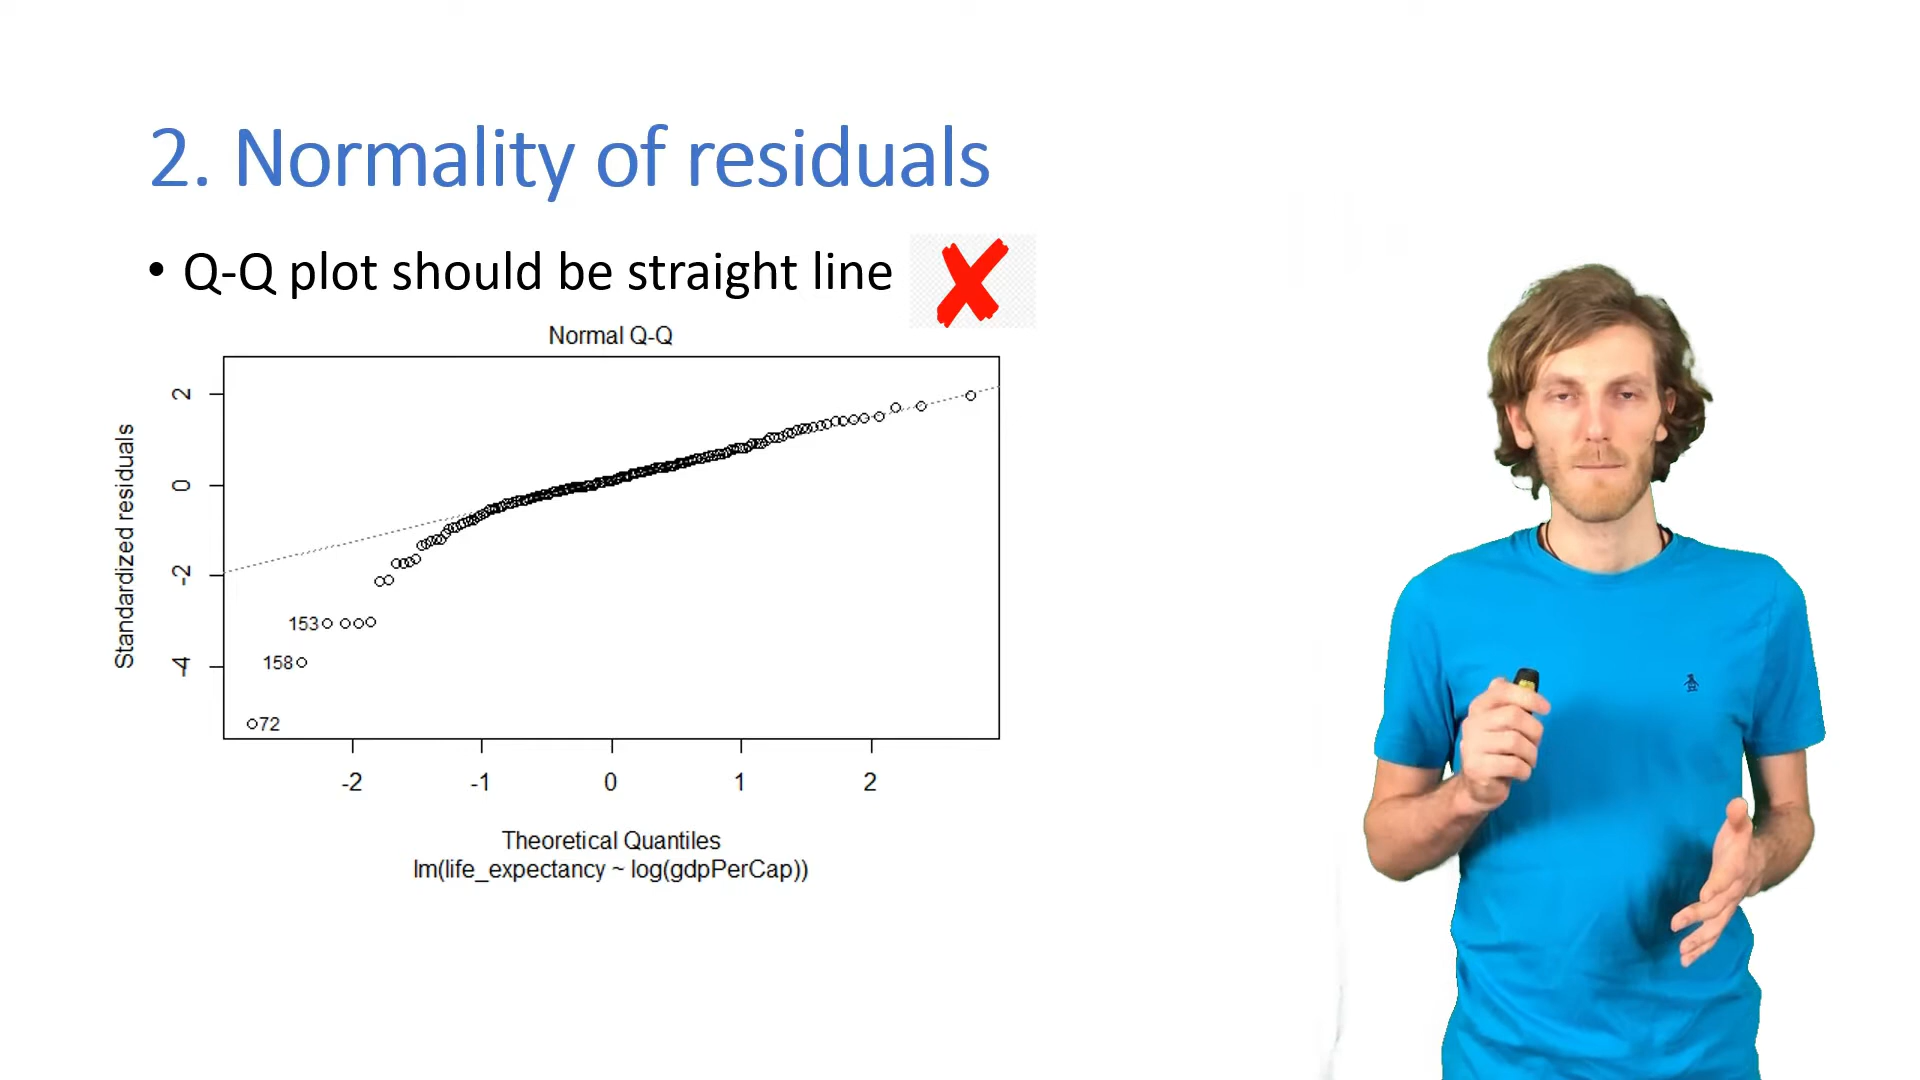 2. Normality of residuals
• Q-Q plot should be straight line
Normal Q-Q
Standardized residuals
2
0
-2
-4
153
158
72
-2 -1 0 1 2
Theoretical Quantiles
lm(life_expectancy ~ log(gdpPerCap))